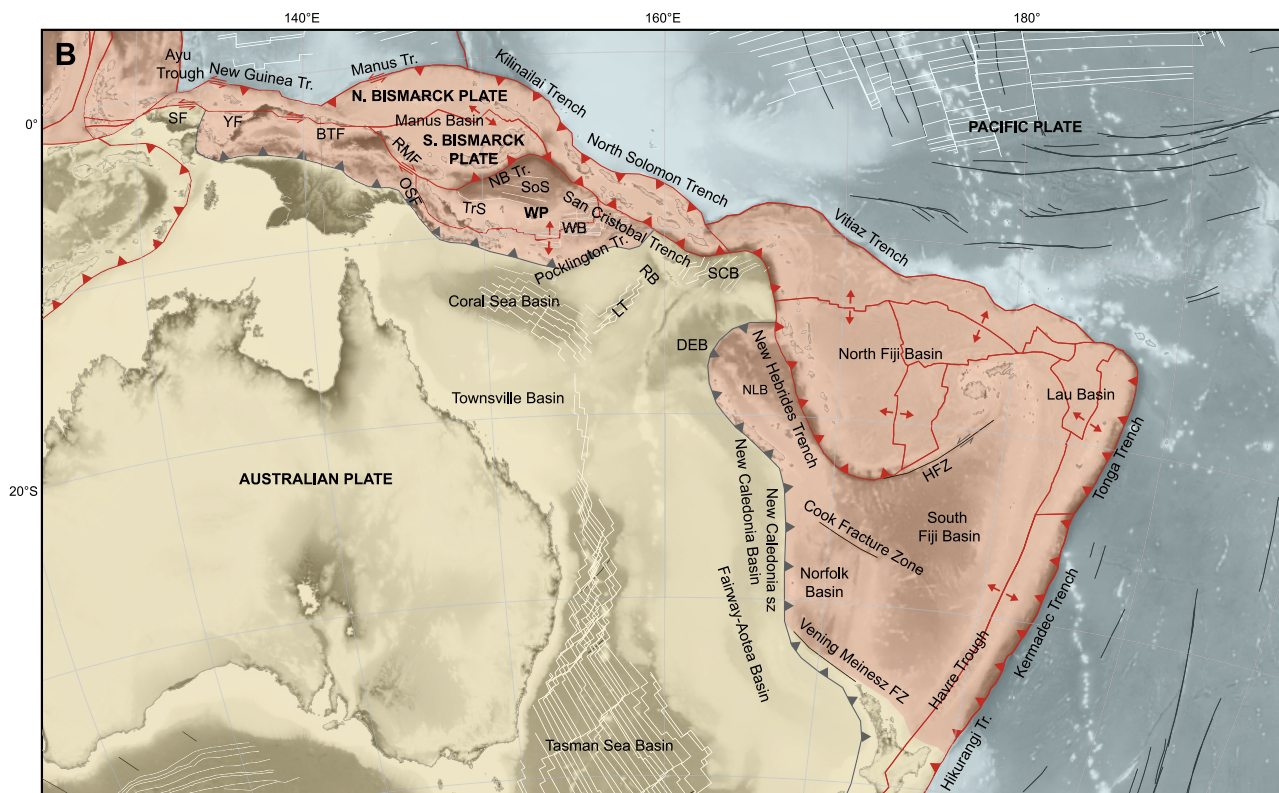 140°E
160°E
180°
B
Ayu
Trough
New Guinea Tr.
Manus Tr.
Kilinailai Trench
N. BISMARCK PLATE
Manus Basin
S. BISMARCK
PLATE
PACIFIC PLATE
0°
SF
YF
BTF
RMF
OSF
NB Tr.
SoS
TrS
WP
WB
North Solomon Trench
San Cristobal Trench
Pocklington Tr.
Vitiaz Trench
Coral Sea Basin
LT
RB
SCB
DEB
NLB
New Hebrides Trench
North Fiji Basin
Lau Basin
Townsville Basin
AUSTRALIAN PLATE
HFZ
Tonga Trench
20°S
New Caledonia Basin
New Caledonia sz
Cook Fracture Zone
South
Fiji Basin
Norfolk
Basin
Fairway-Aotea Basin
Vening Meinesz FZ
Havre Trough
Kermadec Trench
Hikurangi Tr.
Tasman Sea Basin